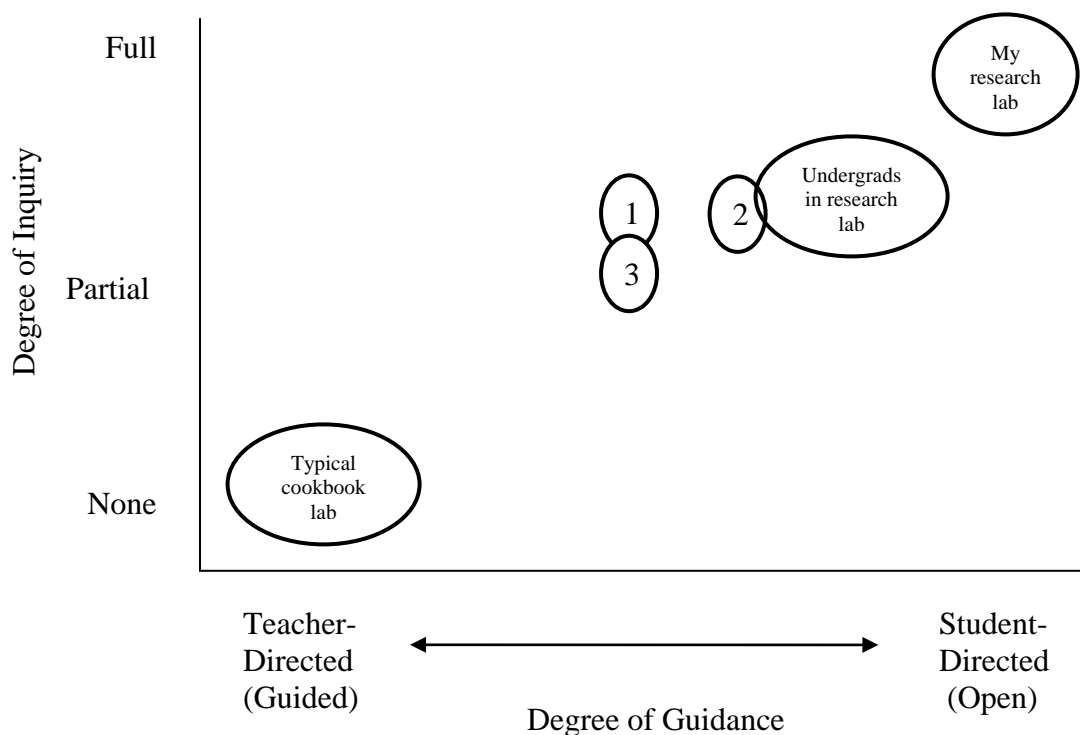 Full
My
research
lab
Degree of Inquiry
Undergrads
in research
lab
1
2
3
Partial
Typical
cookbook
lab
None
Teacher-
Directed
(Guided)
Student-
Directed
(Open)
Degree of Guidance